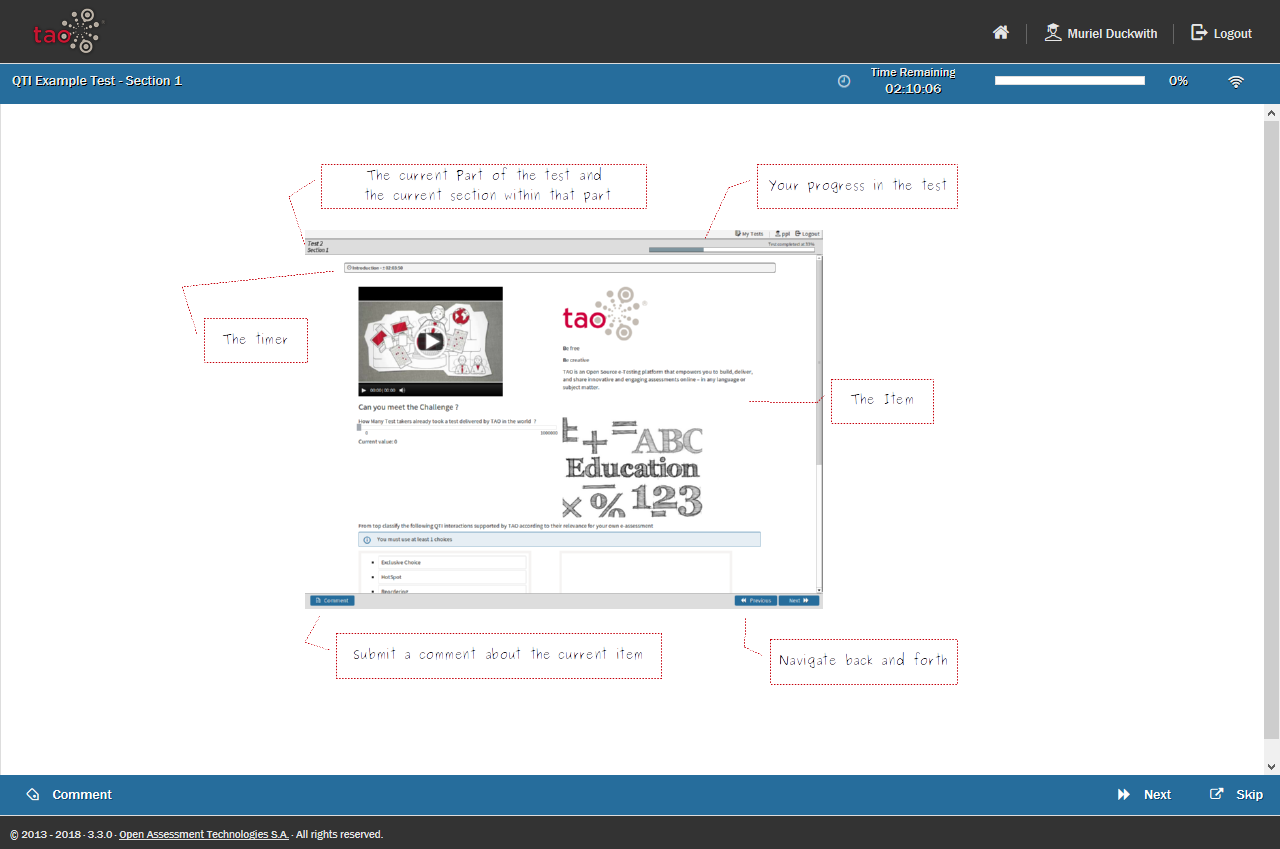 tao
Muriel Duckwith
Logout
QTI Example Test - Section 1
Time Remaining
02:10:06
0%
The current Part of the test and
the current section within that part
Your progress in the test
My Tests
ppl
Logout
Test 2
Section 1
Test completed at 33%
The timer
tao
Be free
Be creative
TAO is an Open Source e-Testing platform that empowers you to build, deliver,
and share innovative and engaging assessments online – in any language or
subject matter.
The Item
00:00 | 00:00
Can you meet the Challenge ?
How Many Test takers already took a test delivered by TAO in the world ?
0
1000000
Current value: 0
ABC
Education
123
From top classify the following QTI interactions supported by TAO according to their relevance for your own e-assessment
You must use at least 1 choices
Exclusive Choice
HotSpot
Reordering
Comment
Previous
Next
Submit a comment about the current item
Navigate back and forth
Comment
Next
Skip
© 2013 - 2018 · 3.3.0 · Open Assessment Technologies S.A. · All rights reserved.